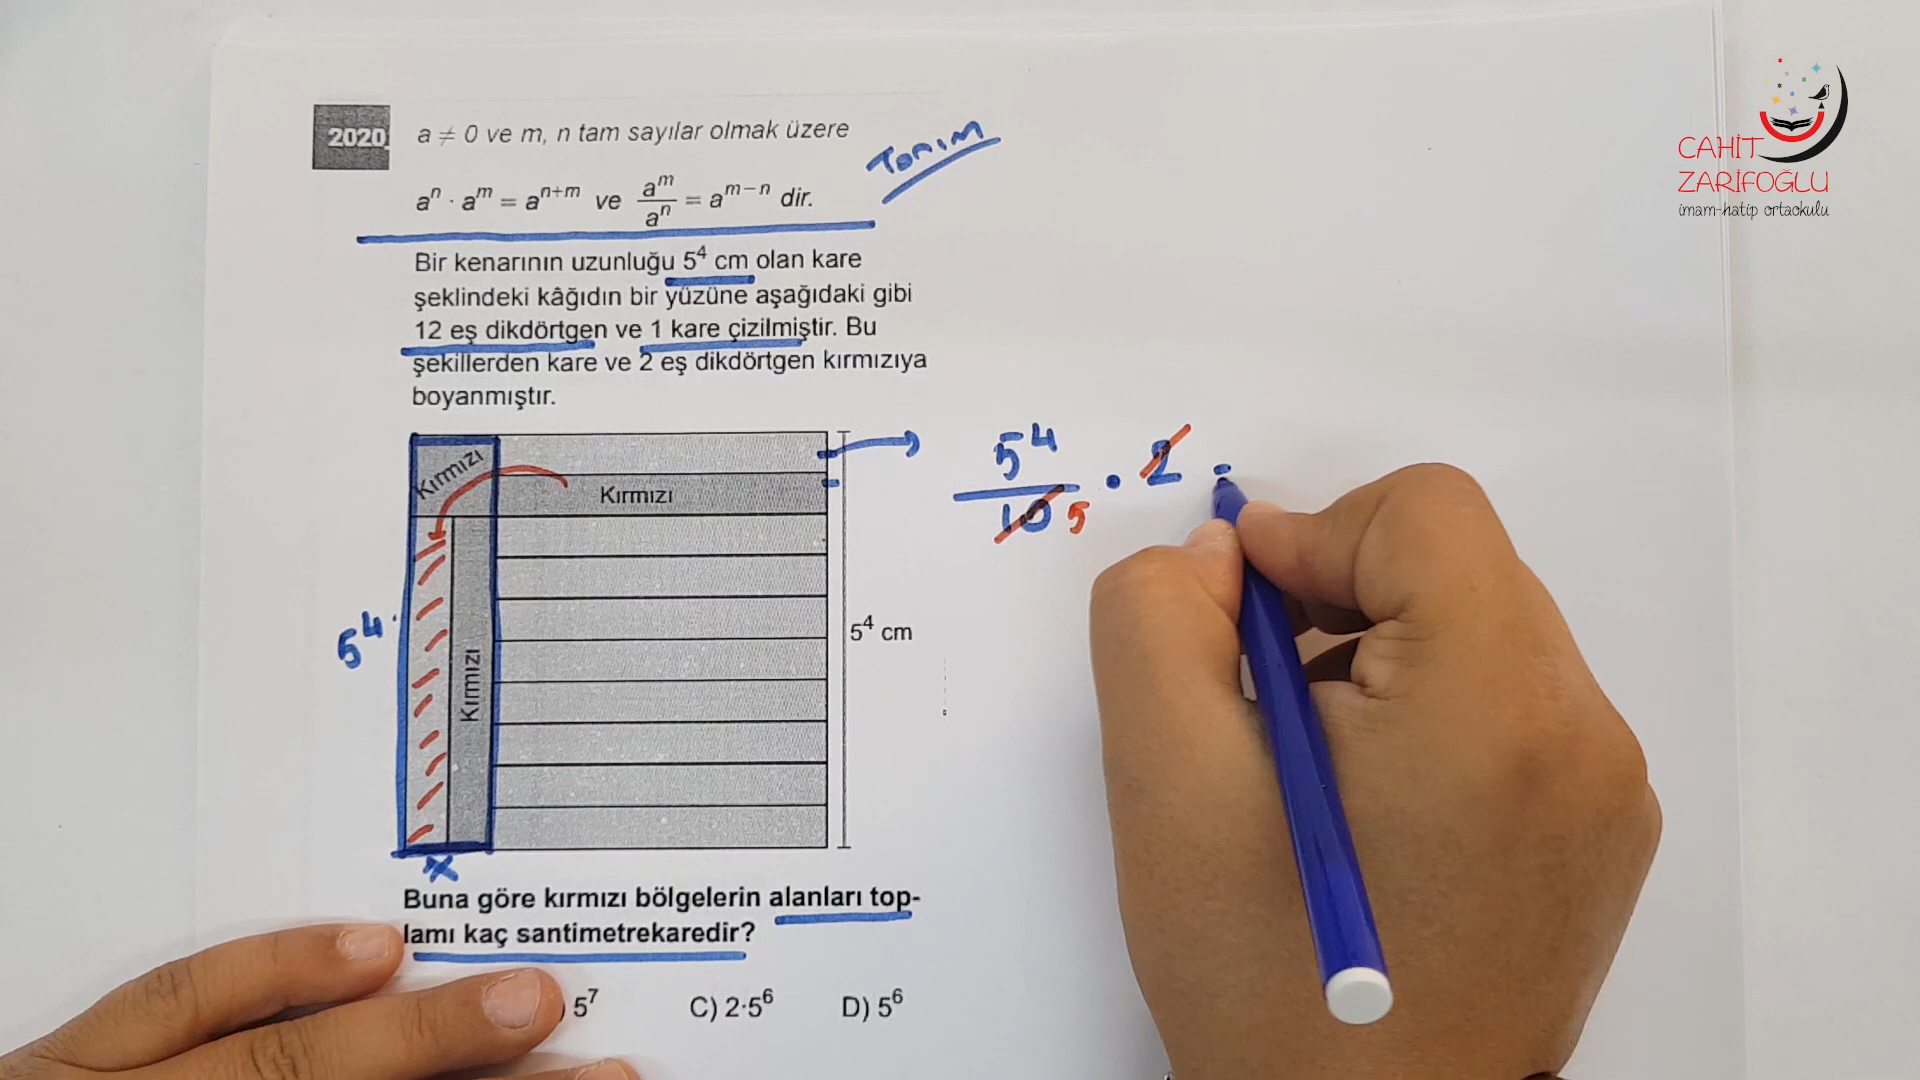 2020
a ≠ 0 ve m, n tam sayılar olmak üzere
aⁿ · aᵐ = aⁿ⁺ᵐ ve aᵐ/aⁿ = aᵐ⁻ⁿ dir.
Tanım
Bir kenarının uzunluğu 5⁴ cm olan kare
şeklindeki kâğıdın bir yüzüne aşağıdaki gibi
12 eş dikdörtgen ve 1 kare çizilmiştir. Bu
şekillerden kare ve 2 eş dikdörtgen kırmızıya
boyanmıştır.
Kırmızı
Kırmızı
Kırmızı
5⁴
5⁴ cm
x
5⁴/10 5 · 2 =
Buna göre kırmızı bölgelerin alanları top-
lamı kaç santimetrekaredir?
) 5⁷ C) 2·5⁶ D) 5⁶
CAHİT
ZARİFOĞLU
imam-hatip ortaokulu